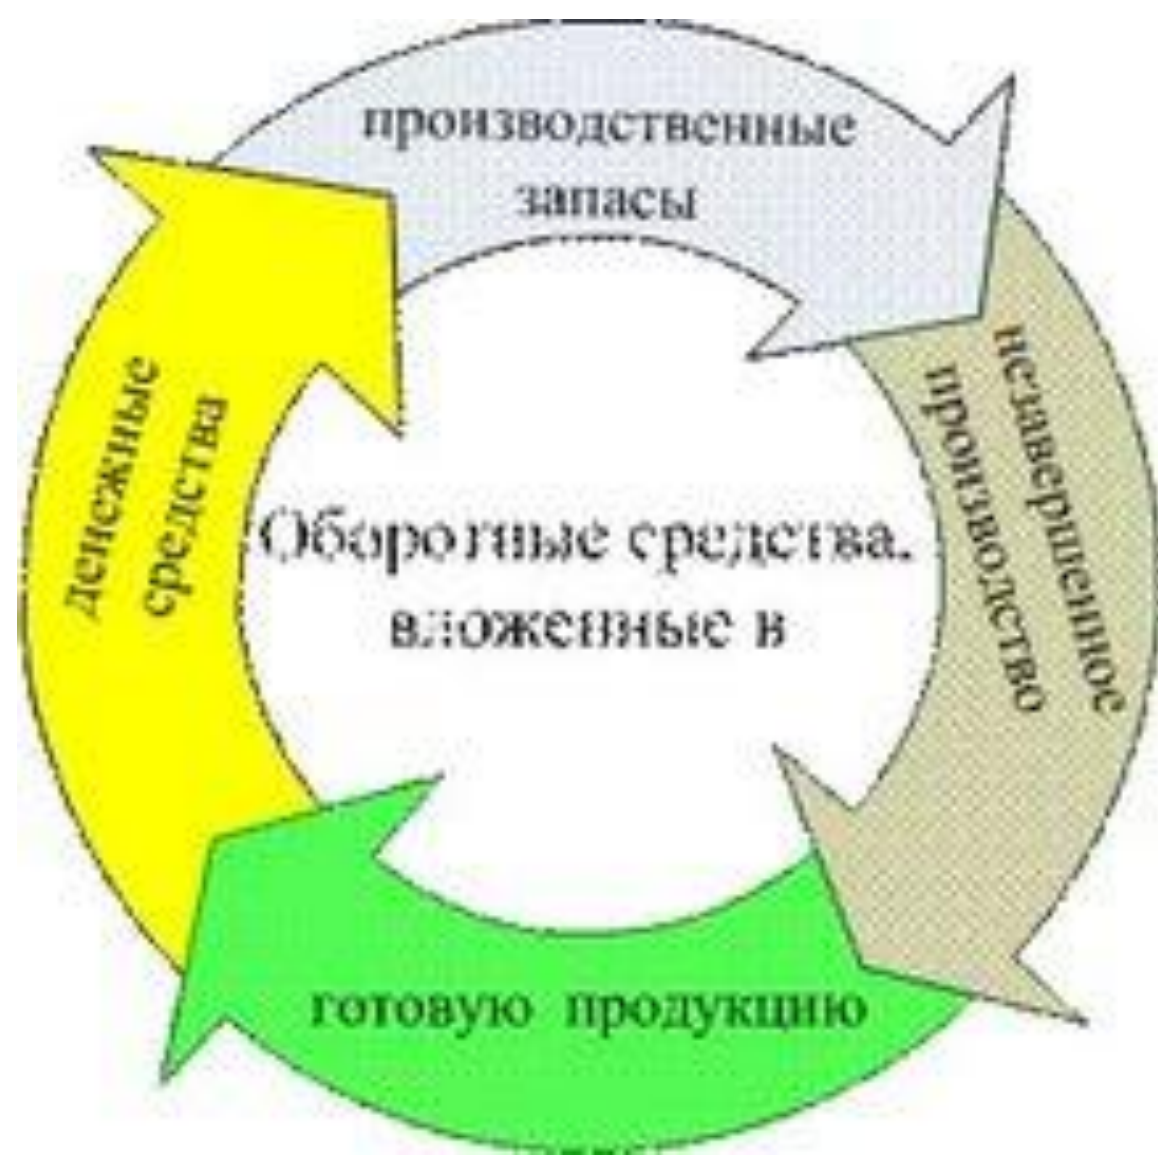 производственные
запасы
незавершенное
производство
Оборотные средства,
вложенные в
денежные
средства
готовую продукцию